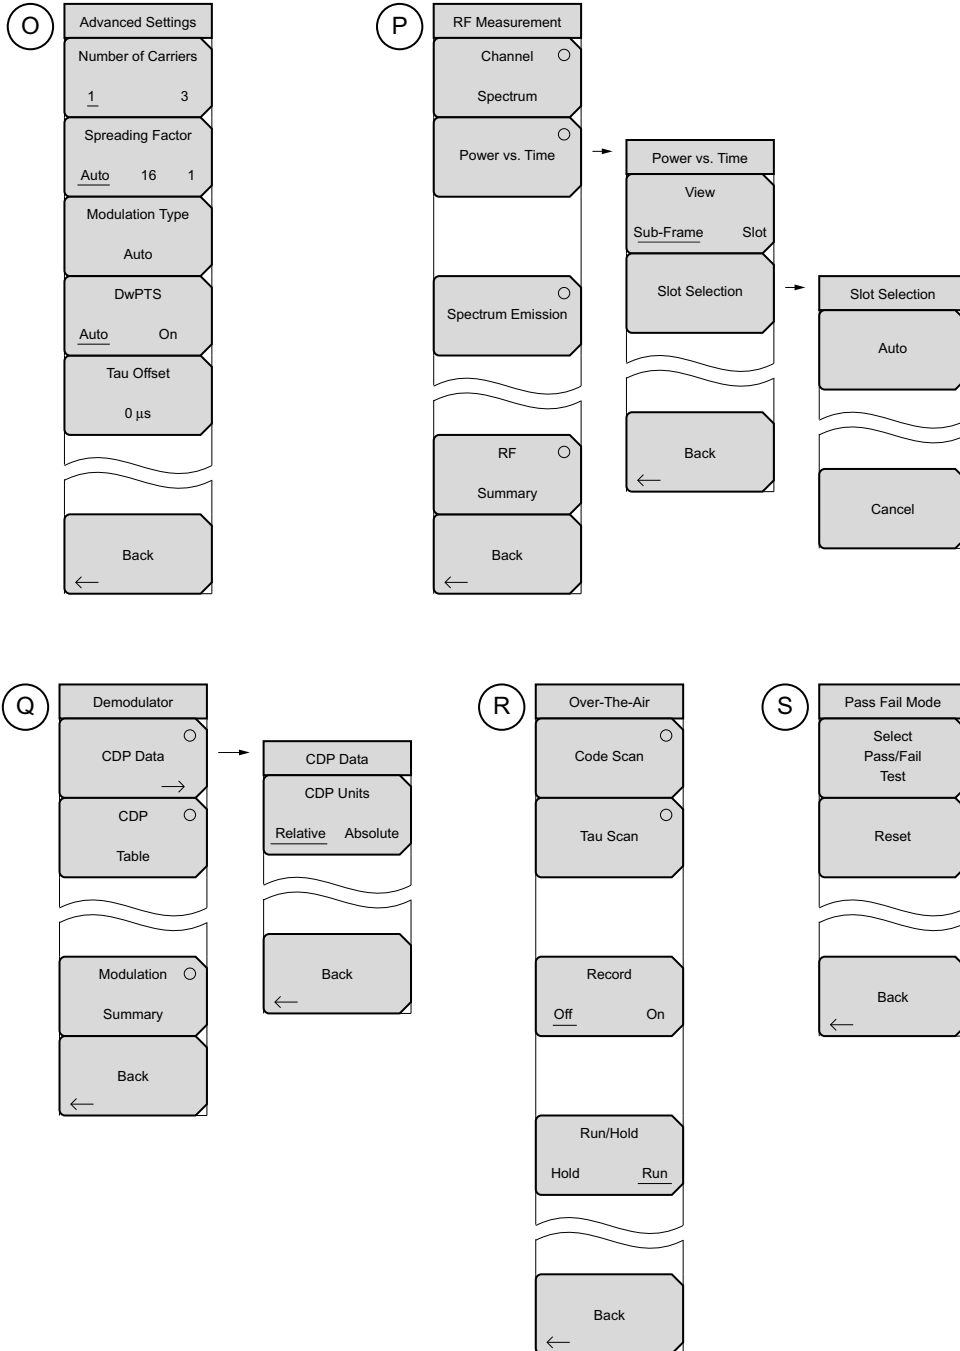 O
Advanced Settings
Number of Carriers
1 3
Spreading Factor
Auto 16 1
Modulation Type
Auto
DwPTS
Auto On
Tau Offset
0 μs
Back
P
RF Measurement
Channel
Spectrum
Power vs. Time
Spectrum Emission
RF
Summary
Back
Power vs. Time
View
Sub-Frame Slot
Slot Selection
Back
Slot Selection
Auto
Cancel
Q
Demodulator
CDP Data
CDP
Table
Modulation
Summary
Back
CDP Data
CDP Units
Relative Absolute
Back
R
Over-The-Air
Code Scan
Tau Scan
Record
Off On
Run/Hold
Hold Run
Back
S
Pass Fail Mode
Select
Pass/Fail
Test
Reset
Back